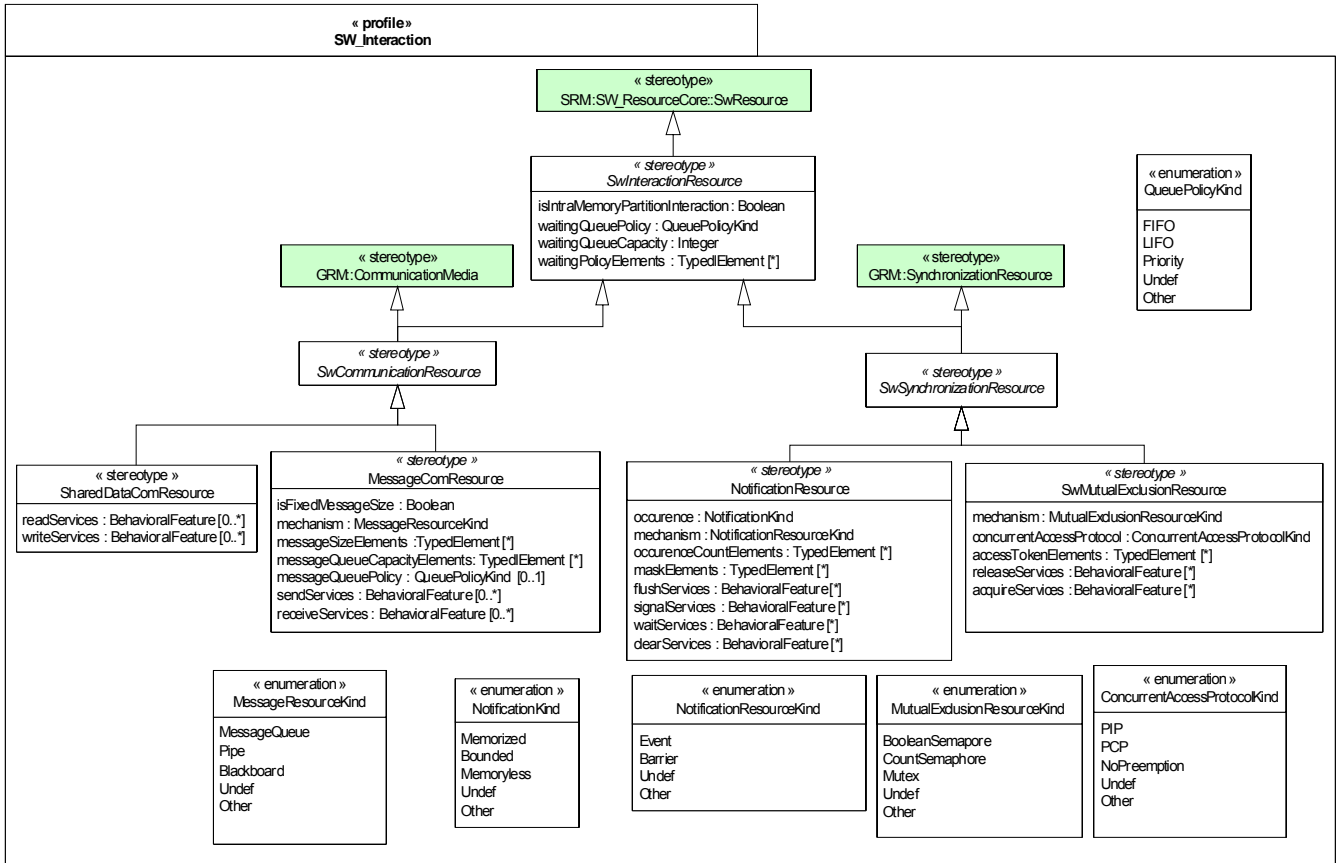 « profile»
SW_Interaction
« stereotype»
SRM::SW_ResourceCore::SwResource
« stereotype »
SwInteractionResource
isIntraMemoryPartitionInteraction : Boolean
waitingQueuePolicy : QueuePolicyKind
waitingQueueCapacity : Integer
waitingPolicyElements : TypedlElement [*]
« enumeration »
QueuePolicyKind
FIFO
LIFO
Priority
Undef
Other
« stereotype»
GRM::CommunicationMedia
« stereotype»
GRM::SynchronizationResource
« stereotype »
SwCommunicationResource
« stereotype »
SwSynchronizationResource
« stereotype »
SharedDataComResource
readServices : BehavioralFeature [0..*]
writeServices : BehavioralFeature [0..*]
« stereotype »
MessageComResource
isFixedMessageSize : Boolean
mechanism : MessageResourceKind
messageSizeElements :TypedElement [*]
messageQueueCapacityElements: TypedlElement [*]
messageQueuePolicy : QueuePolicyKind [0..1]
sendServices : BehavioralFeature [0..*]
receiveServices : BehavioralFeature [0..*]
« stereotype »
NotificationResource
occurence : NotificationKind
mechanism : NotificationResourceKind
occurenceCountElements : TypedElement [*]
maskElements : TypedElement [*]
flushServices : BehavioralFeature [*]
signalServices : BehavioralFeature [*]
waitServices : BehavioralFeature [*]
clearServices : BehavioralFeature [*]
« stereotype »
SwMutualExclusionResource
mechanism : MutualExclusionResourceKind
concurrentAccessProtocol : ConcurrentAccessProtocolKind
accessTokenElements : TypedElement [*]
releaseServices : BehavioralFeature [*]
acquireServices : BehavioralFeature [*]
« enumeration »
MessageResourceKind
MessageQueue
Pipe
Blackboard
Undef
Other
« enumeration »
NotificationKind
Memorized
Bounded
Memoryless
Undef
Other
« enumeration »
NotificationResourceKind
Event
Barrier
Undef
Other
« enumeration »
MutualExclusionResourceKind
BooleanSemapore
CountSemaphore
Mutex
Undef
Other
« enumeration »
ConcurrentAccessProtocolKind
PIP
PCP
NoPreemption
Undef
Other